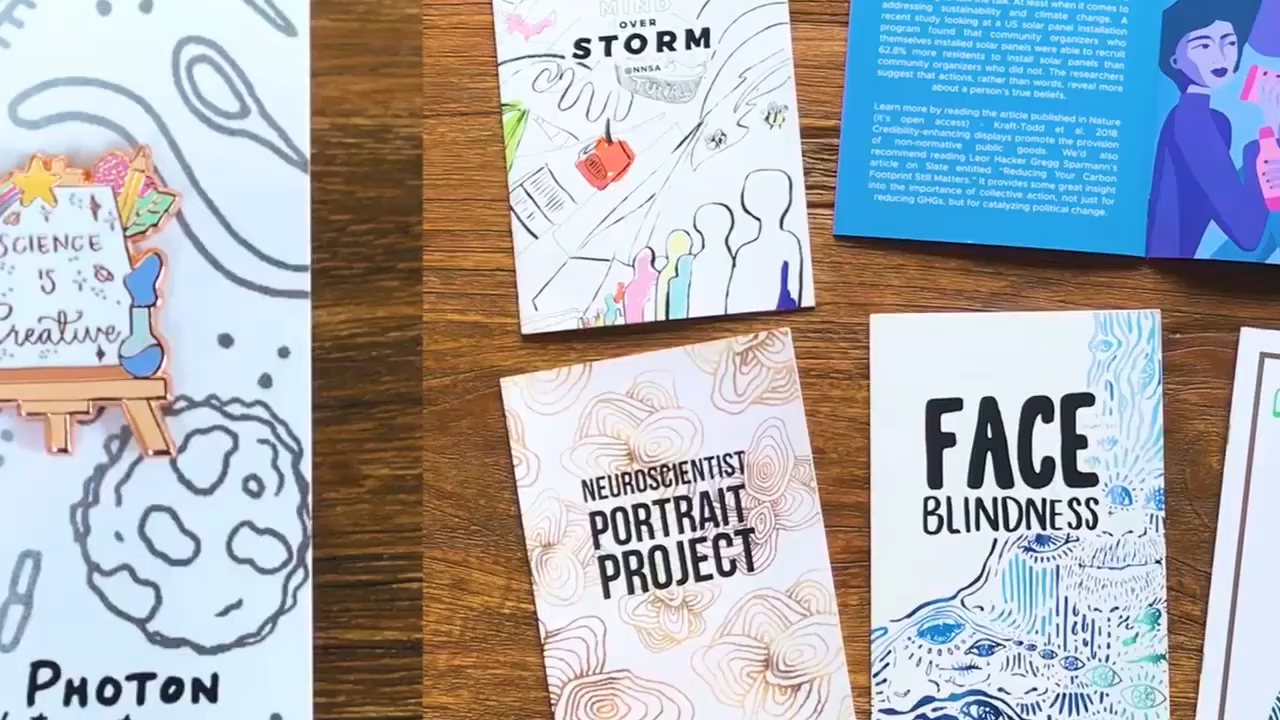 SCIENCE
IS
Creative
PHOTON
MIND
OVER
STORM
@NNSA
NEUROSCIENTIST
PORTRAIT
PROJECT
addressing sustainability and climate change. A
recent study looking at a US solar panel installation
program found that community organizers who
themselves installed solar panels were able to recruit
62.8% more residents to install solar panels than
community organizers who did not. The researchers
suggest that actions, rather than words, reveal more
about a person's true beliefs.
Learn more by reading the article published in Nature
(it's open access) - Kraft-Todd et al. 2018.
Credibility-enhancing displays promote the provision
of non-normative public goods. We'd also
recommend reading Leor Hacker Gregg Sparmann's
article on Slate entitled "Reducing Your Carbon
Footprint Still Matters." It provides some great insight
into the importance of collective action, not just for
reducing GHGs, but for catalyzing political change.
FACE
BLINDNESS